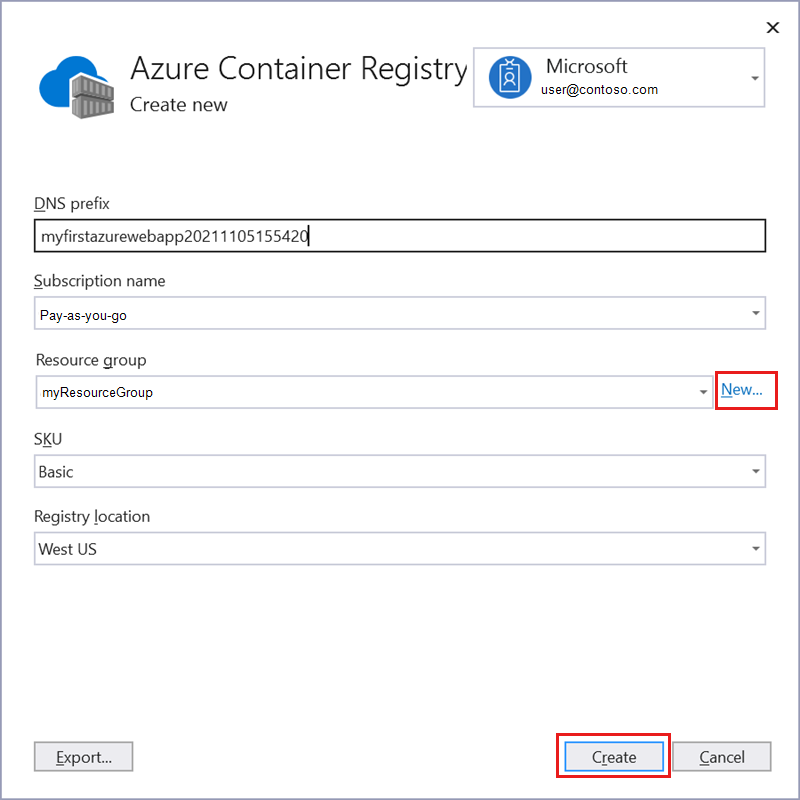 Azure Container Registry
Create new
Microsoft
user@contoso.com
DNS prefix
myfirstazurewebapp20211105155420
Subscription name
Pay-as-you-go
Resource group
myResourceGroup
New...
SKU
Basic
Registry location
West US
Export...
Create
Cancel